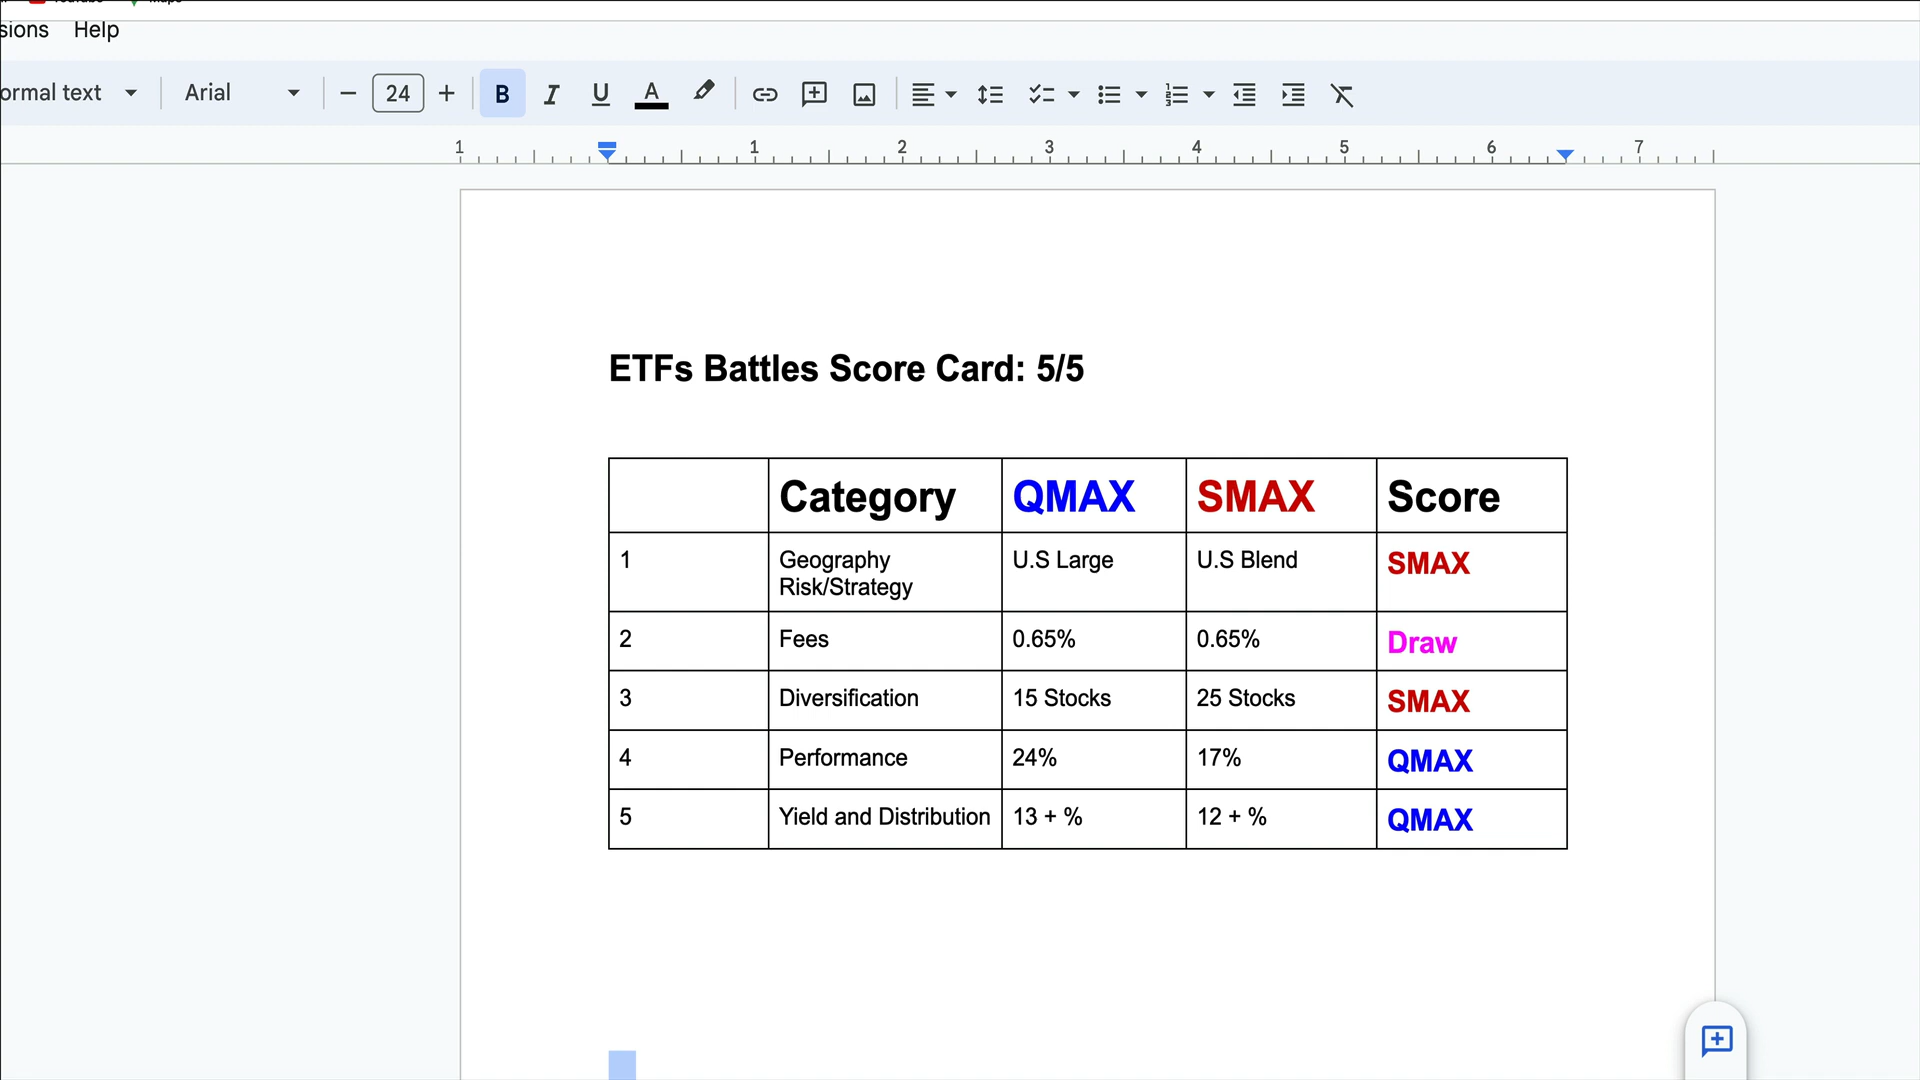 sions Help
ormal text Arial 24 B I U A
1 1 2 3 4 5 6 7
ETFs Battles Score Card: 5/5
Category QMAX SMAX Score
1 Geography Risk/Strategy U.S Large U.S Blend SMAX
2 Fees 0.65% 0.65% Draw
3 Diversification 15 Stocks 25 Stocks SMAX
4 Performance 24% 17% QMAX
5 Yield and Distribution 13 + % 12 + % QMAX